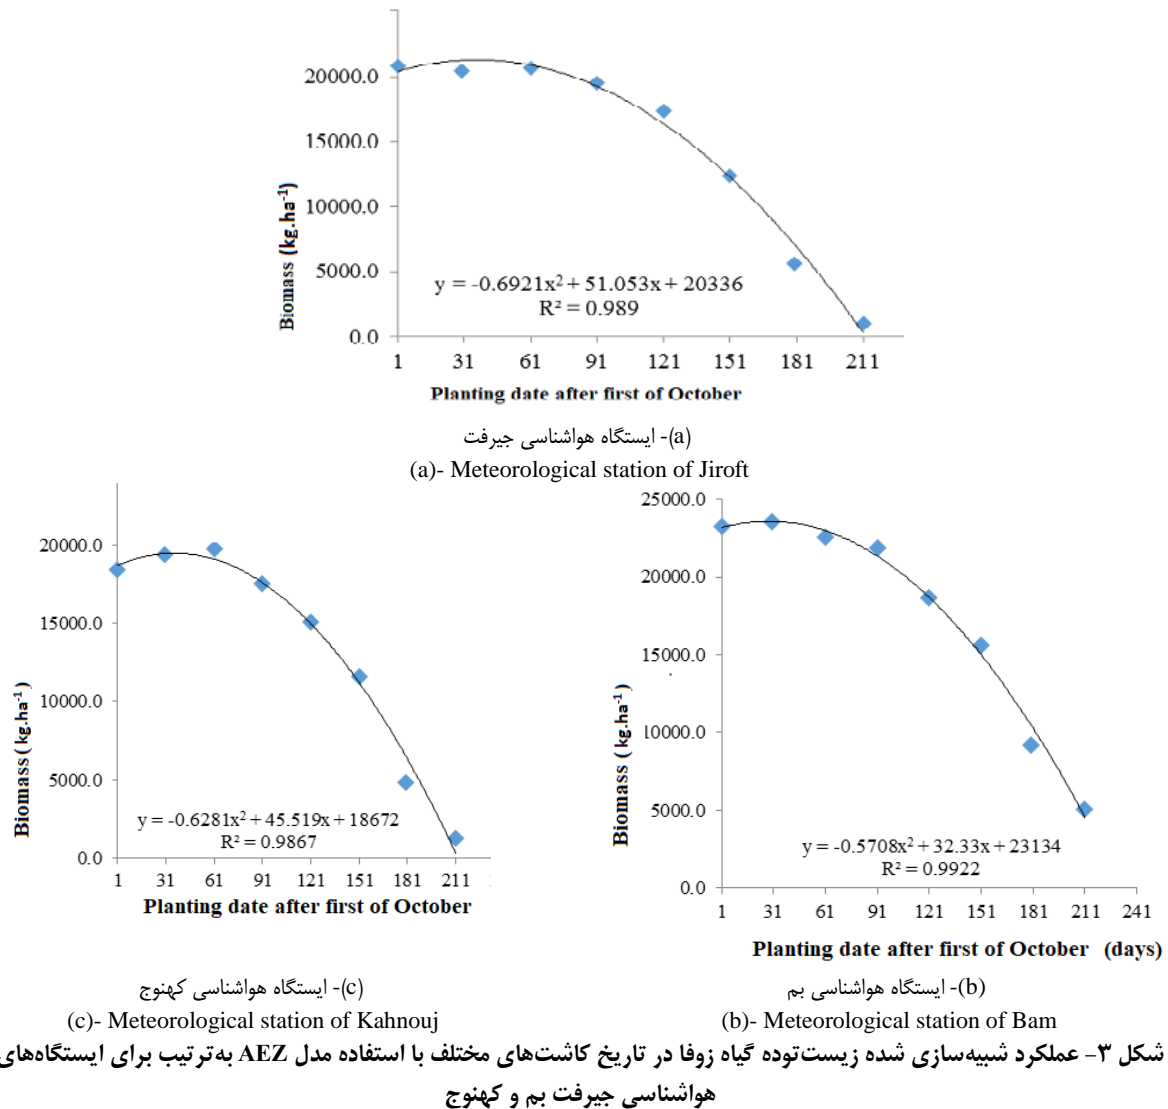 20000.0
15000.0
10000.0
5000.0
0.0
Biomass (kg.ha-1)
y = -0.6921x² + 51.053x + 20336
R² = 0.989
1 31 61 91 121 151 181 211
Planting date after first of October
(a)- ایستگاه هواشناسی جیرفت
(a)- Meteorological station of Jiroft
20000.0
15000.0
10000.0
5000.0
0.0
Biomass ( kg.ha-1 )
y = -0.6281x² + 45.519x + 18672
R² = 0.9867
1 31 61 91 121 151 181 211
Planting date after first of October
(c)- ایستگاه هواشناسی کهنوج
(c)- Meteorological station of Kahnouj
25000.0
20000.0
15000.0
10000.0
5000.0
0.0
Biomass ( kg.ha-1 )
y = -0.5708x² + 32.33x + 23134
R² = 0.9922
1 31 61 91 121 151 181 211 241
Planting date after first of October (days)
(b)- ایستگاه هواشناسی بم
(b)- Meteorological station of Bam
شکل ۳- عملکرد شبیه‌سازی شده زیست‌توده گیاه زوفا در تاریخ کاشت‌های مختلف با استفاده مدل AEZ به‌ترتیب برای ایستگاه‌های
هواشناسی جیرفت بم و کهنوج